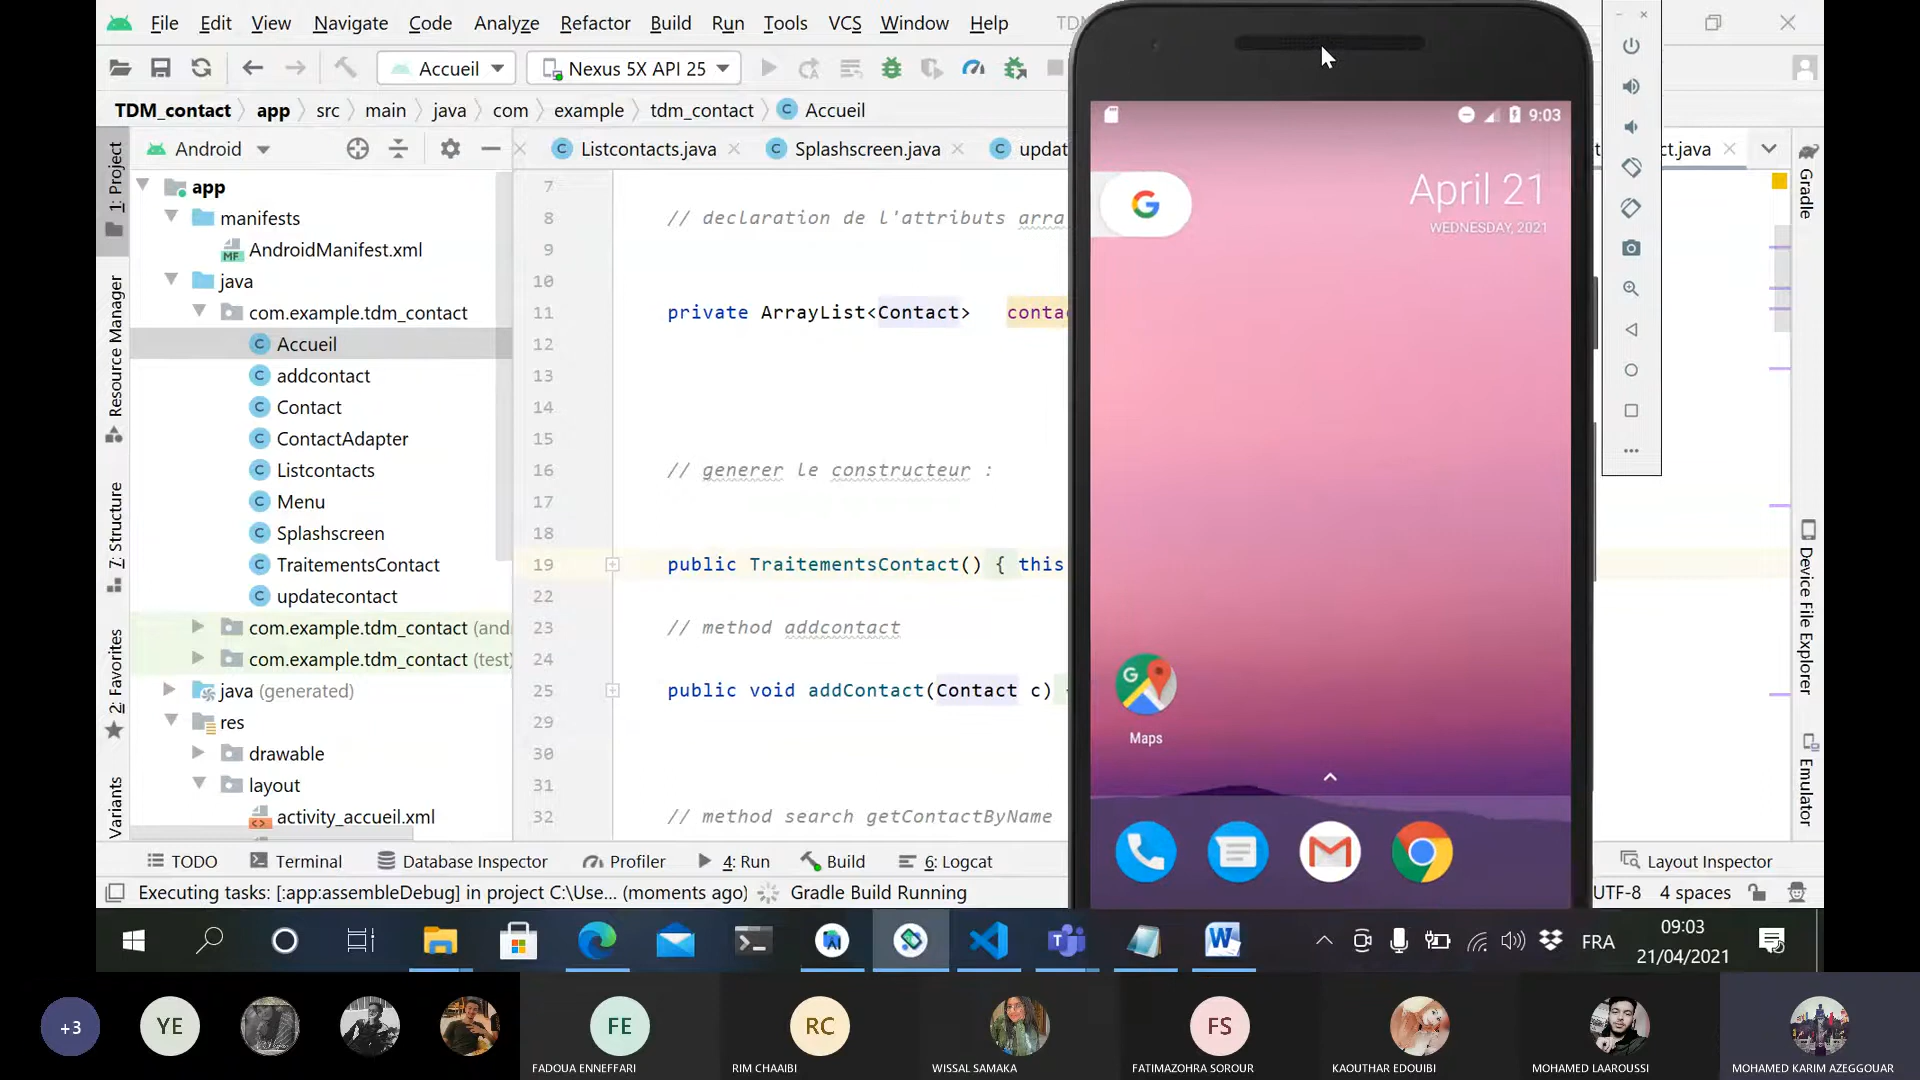 File Edit View Navigate Code Analyze Refactor Build Run Tools VCS Window Help
Accueil Nexus 5X API 25
TDM_contact app src main java com example tdm_contact Accueil
Android Listcontacts.java Splashscreen.java updat ct.java
1: Project
Resource Manager
7: Structure
2: Favorites
Variants
app
manifests
AndroidManifest.xml
java
com.example.tdm_contact
Accueil
addcontact
Contact
ContactAdapter
Listcontacts
Menu
Splashscreen
TraitementsContact
updatecontact
com.example.tdm_contact (and
com.example.tdm_contact (test)
java (generated)
res
drawable
layout
activity_accueil.xml
7
8 // declaration de l'attributs arra
9
10
11 private ArrayList<Contact> conta
12
13
14
15
16 // generer le constructeur :
17
18
19 public TraitementsContact() { this
22
23 // method addcontact
24
25 public void addContact(Contact c)
29
30
31
32 // method search getContactByName
9:03
April 21
WEDNESDAY, 2021
Maps
Gradle
Device File Explorer
Emulator
TODO Terminal Database Inspector Profiler 4: Run Build 6: Logcat Layout Inspector
Executing tasks: [:app:assembleDebug] in project C:\Use... (moments ago) Gradle Build Running UTF-8 4 spaces
FRA
09:03
21/04/2021
+3 YE FE RC FS
FADOUA ENNEFFARI RIM CHAAIBI WISSAL SAMAKA FATIMAZOHRA SOROUR KAOUTHAR EDOUIBI MOHAMED LAAROUSSI MOHAMED KARIM AZEGGOUAR